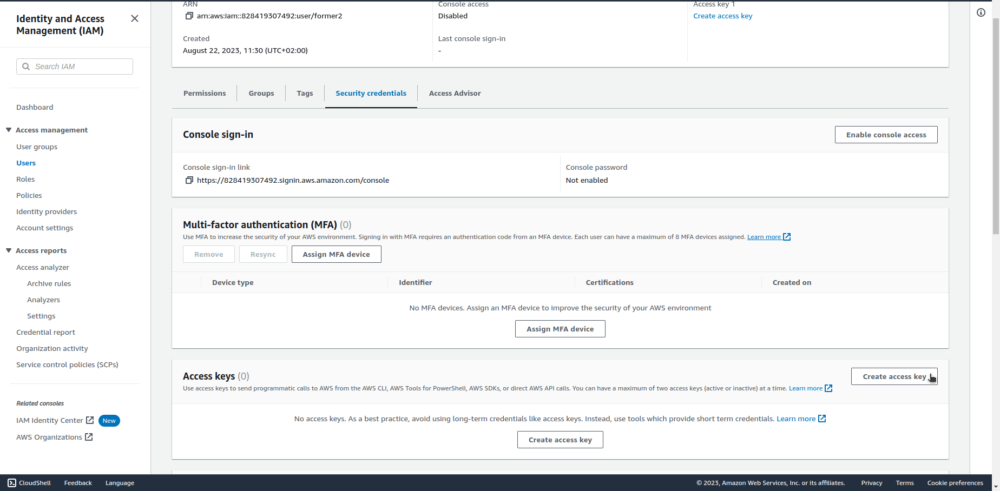 Identity and Access
Management (IAM)
Search IAM
Dashboard
Access management
User groups
Users
Roles
Policies
Identity providers
Account settings
Access reports
Access analyzer
Archive rules
Analyzers
Settings
Credential report
Organization activity
Service control policies (SCPs)
Related consoles
IAM Identity Center New
AWS Organizations
ARN
arn:aws:iam::828419307492:user/former2
Created
August 22, 2023, 11:30 (UTC+02:00)
Console access
Disabled
Last console sign-in
-
Access key 1
Create access key
Permissions
Groups
Tags
Security credentials
Access Advisor
Console sign-in
Enable console access
Console sign-in link
https://828419307492.signin.aws.amazon.com/console
Console password
Not enabled
Multi-factor authentication (MFA) (0)
Use MFA to increase the security of your AWS environment. Signing in with MFA requires an authentication code from an MFA device. Each user can have a maximum of 8 MFA devices assigned. Learn more
Remove
Resync
Assign MFA device
Device type
Identifier
Certifications
Created on
No MFA devices. Assign an MFA device to improve the security of your AWS environment
Assign MFA device
Access keys (0)
Create access key
Use access keys to send programmatic calls to AWS from the AWS CLI, AWS Tools for PowerShell, AWS SDKs, or direct AWS API calls. You can have a maximum of two access keys (active or inactive) at a time. Learn more
No access keys. As a best practice, avoid using long-term credentials like access keys. Instead, use tools which provide short term credentials. Learn more
Create access key
CloudShell
Feedback
Language
© 2023, Amazon Web Services, Inc. or its affiliates.
Privacy
Terms
Cookie preferences